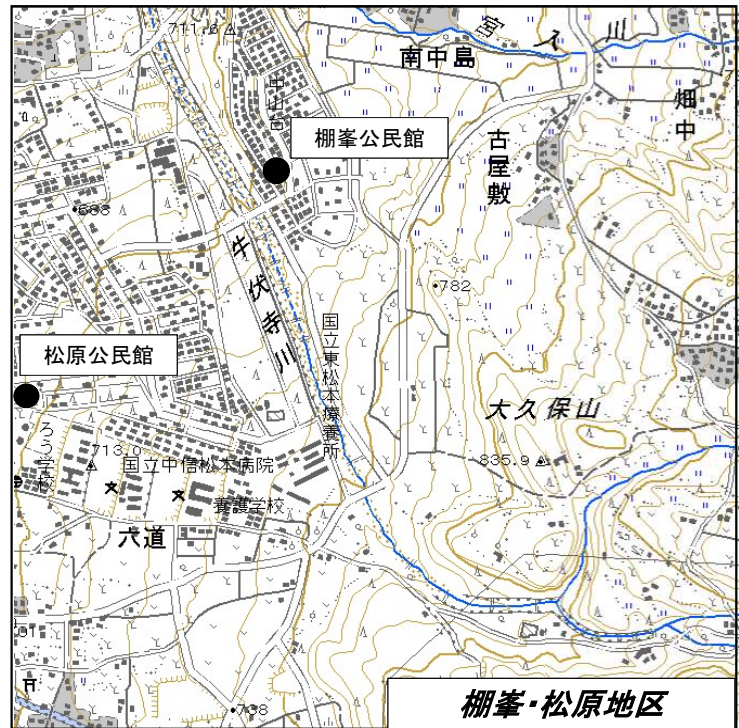 711.6
宮入川
南中島
中山台
畑中
棚峯公民館
古屋敷
688
牛伏寺川
782
国立東松本療養所
松原公民館
大久保山
ろう学校
713.0
国立中信松本病院
835.9
養護学校
六道
738
棚峯・松原地区